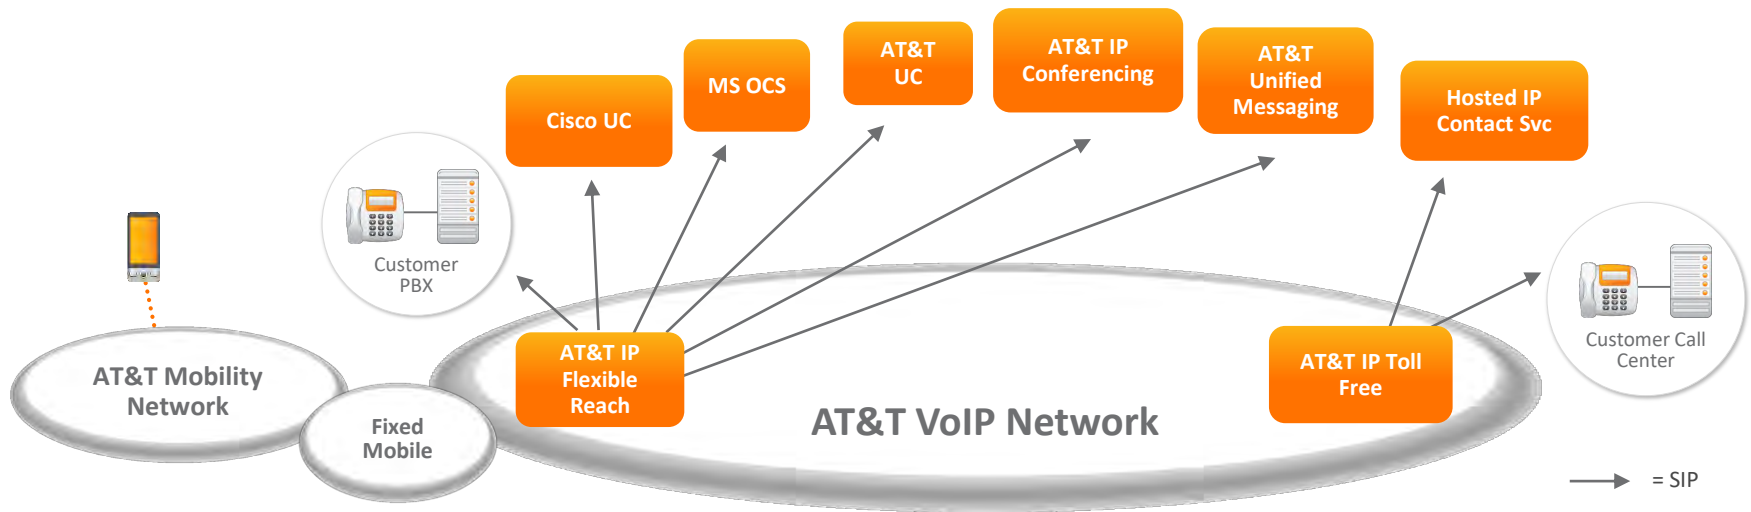 Cisco UC
MS OCS
AT&T
UC
AT&T IP
Conferencing
AT&T
Unified
Messaging
Hosted IP
Contact Svc
Customer
PBX
Customer Call
Center
AT&T Mobility
Network
Fixed
Mobile
AT&T IP
Flexible
Reach
AT&T VoIP Network
AT&T IP Toll
Free
= SIP